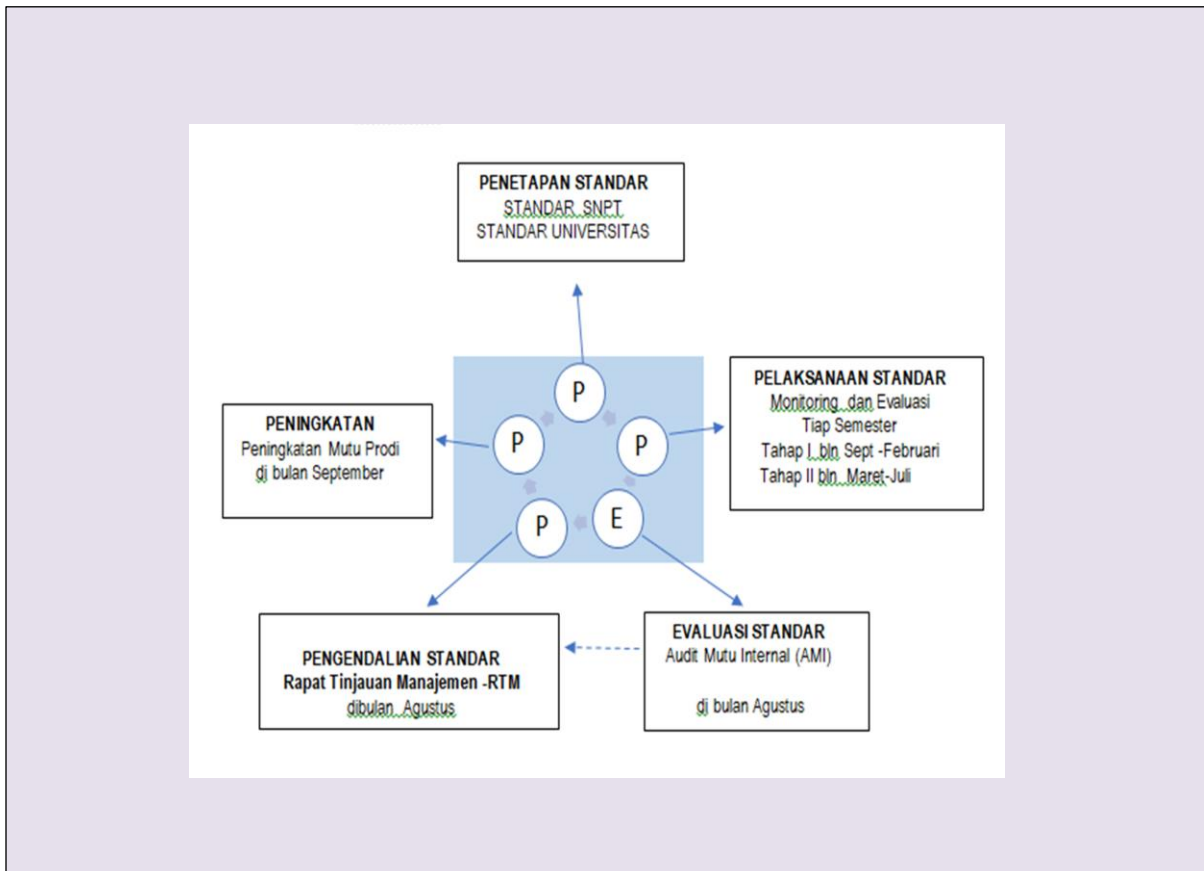 PENETAPAN STANDAR
STANDAR SNPT
STANDAR UNIVERSITAS
PELAKSANAAN STANDAR
Monitoring dan Evaluasi
Tiap Semester
Tahap I bln Sept -Februari
Tahap II bln Maret-Juli
PENINGKATAN
Peningkatan Mutu Prodi
di bulan September
P
P
P
P
E
EVALUASI STANDAR
Audit Mutu Internal (AMI)
di bulan Agustus
PENGENDALIAN STANDAR
Rapat Tinjauan Manajemen -RTM
dibulan Agustus